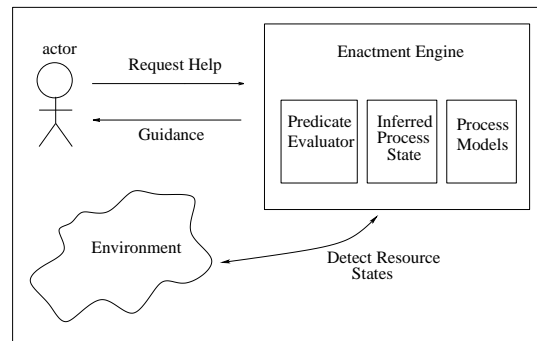 actor
Request Help
Guidance
Enactment Engine
Predicate
Evaluator
Inferred
Process
State
Process
Models
Environment
Detect Resource
States